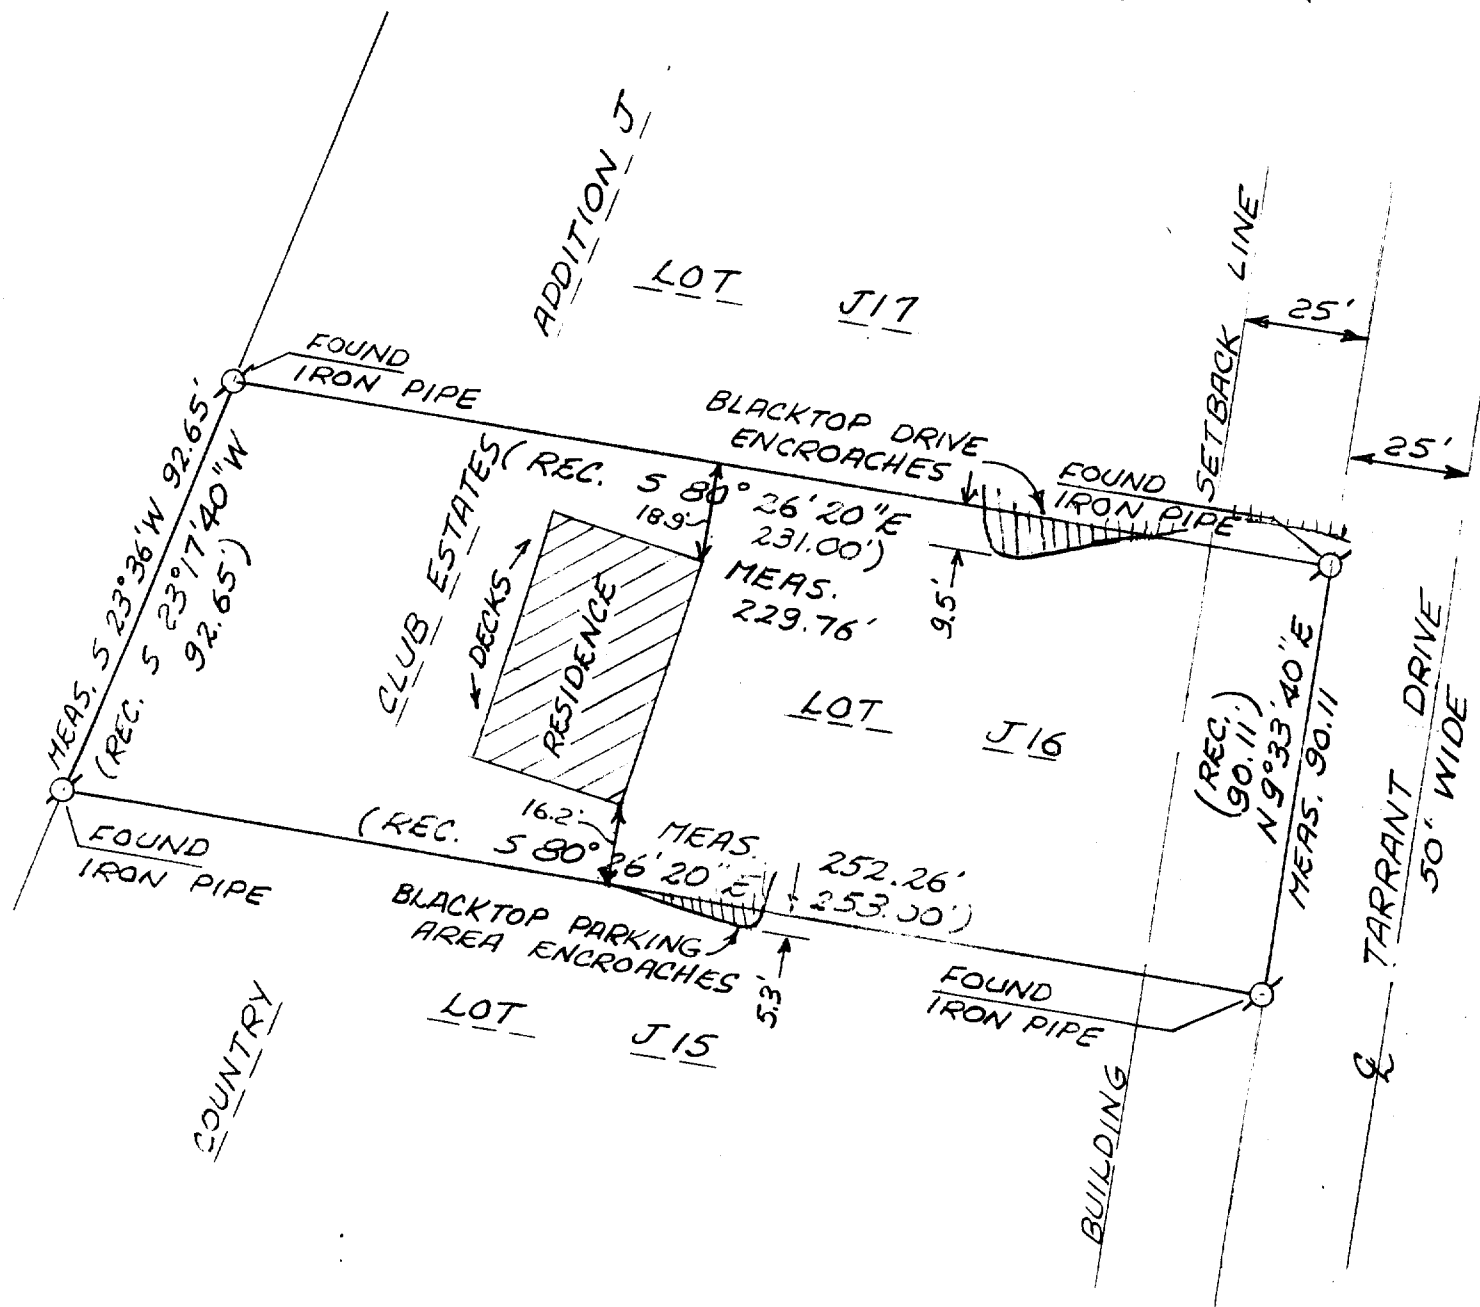 ADDITION J
LOT J17
SETBACK LINE
25'
25'
FOUND
IRON PIPE
BLACKTOP DRIVE
ENCROACHES
FOUND
IRON PIPE
MEAS. S 23°36'W 92.65'
(REC. S 23°17'40"W
92.65')
CLUB ESTATES
(REC. S 80°26'20"E
231.00')
MEAS.
229.76'
18.9'
9.5'
DECKS
RESIDENCE
LOT J16
(REC.
90.11')
N 9°33'40"E
MEAS. 90.11
TARRANT DRIVE
50' WIDE
16.2'
(REC. S 80°26'20"E
253.00')
MEAS. 252.26'
FOUND
IRON PIPE
BLACKTOP PARKING
AREA ENCROACHES
5.3'
FOUND
IRON PIPE
LOT J15
COUNTRY
BUILDING
℄